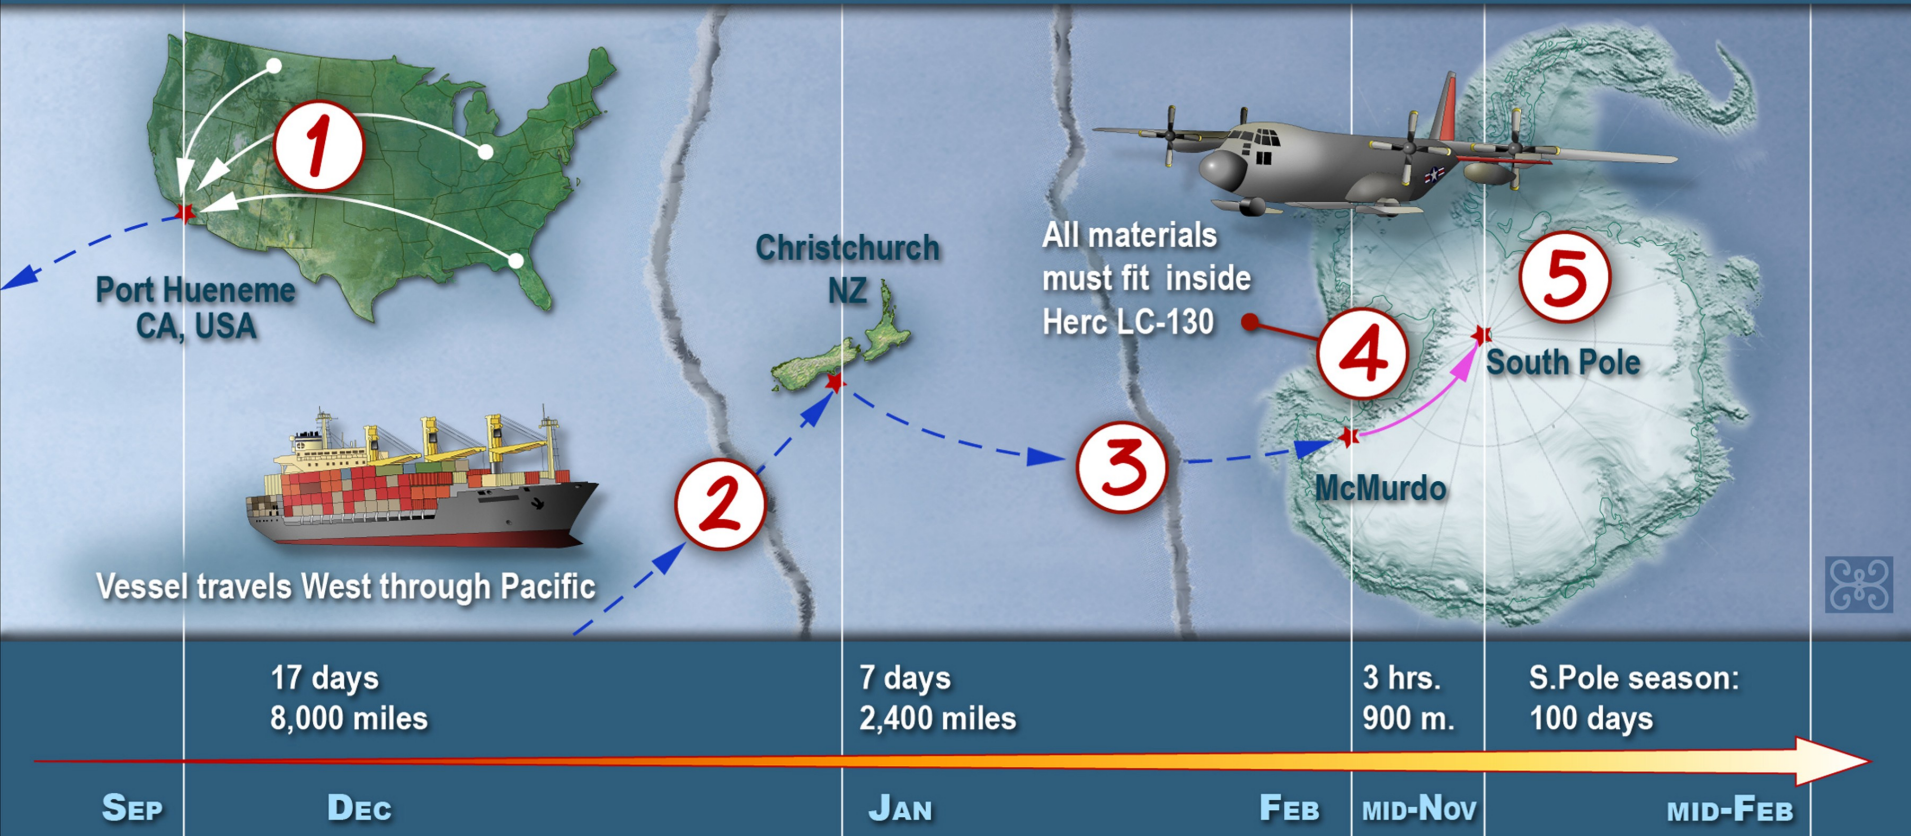 1
Port Hueneme
CA, USA
Vessel travels West through Pacific
2
Christchurch
NZ
3
All materials
must fit inside
Herc LC-130
4
5
South Pole
McMurdo
17 days
8,000 miles
7 days
2,400 miles
3 hrs.
900 m.
S.Pole season:
100 days
SEP
DEC
JAN
FEB
MID-NOV
MID-FEB